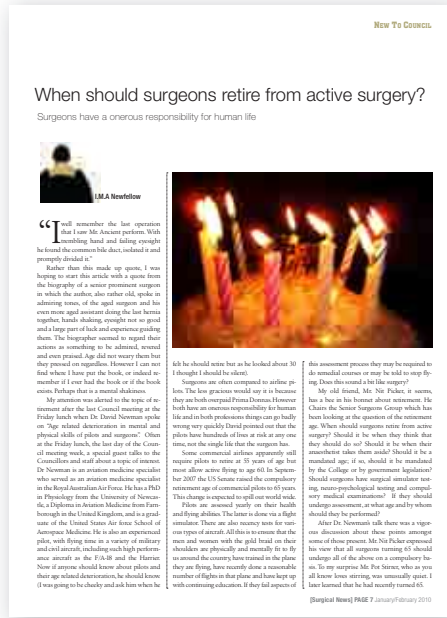 NEW TO COUNCIL
When should surgeons retire from active surgery?
Surgeons have a onerous responsibility for human life
I.M.A Newfellow
“I well remember the last operation
that I saw Mr. Ancient perform. With
trembling hand and failing eyesight
he found the common bile duct, isolated it and
promptly divided it.”
Rather than this made up quote, I was
hoping to start this article with a quote from
the biography of a senior prominent surgeon
in which the author, also rather old, spoke in
admiring tones, of the aged surgeon and his
even more aged assistant doing the last hernia
together, hands shaking, eyesight not so good
and a large part of luck and experience guiding
them. The biographer seemed to regard their
actions as something to be admired, revered
and even praised. Age did not weary them but
they pressed on regardless. However I can not
find where I have put the book, or indeed re-
member if I ever had the book or if the book
exists. Perhaps that is a mental shakiness.
My attention was alerted to the topic of re-
tirement after the last Council meeting at the
Friday lunch when Dr. David Newman spoke
on “Age related deterioration in mental and
physical skills of pilots and surgeons”. Often
at the Friday lunch, the last day of the Coun-
cil meeting week, a special guest talks to the
Councillors and staff about a topic of interest.
Dr Newman is an aviation medicine specialist
who served as an aviation medicine specialist
in the Royal Australian Air Force. He has a PhD
in Physiology from the University of Newcas-
tle, a Diploma in Aviation Medicine from Farn-
borough in the United Kingdom, and is a grad-
uate of the United States Air force School of
Aerospace Medicine. He is also an experienced
pilot, with flying time in a variety of military
and civil aircraft, including such high perform-
ance aircraft as the F/A-18 and the Harrier.
Now if anyone should know about pilots and
their age related deterioration, he should know.
(I was going to be cheeky and ask him when he
felt he should retire but as he looked about 30
I thought I should be silent).
Surgeons are often compared to airline pi-
lots. The less gracious would say it is because
they are both overpaid Prima Donnas. However
both have an onerous responsibility for human
life and in both professions things can go badly
wrong very quickly. David pointed out that the
pilots have hundreds of lives at risk at any one
time, not the single life that the surgeon has.
Some commercial airlines apparently still
require pilots to retire at 55 years of age but
most allow active flying to age 60. In Septem-
ber 2007 the US Senate raised the compulsory
retirement age of commercial pilots to 65 years.
This change is expected to spill out world wide.
Pilots are assessed yearly on their health
and flying abilities. The latter is done via a flight
simulator. There are also recency tests for vari-
ous types of aircraft. All this is to ensure that the
men and women with the gold braid on their
shoulders are physically and mentally fit to fly
us around the country have trained in the plane
they are flying, have recently done a reasonable
number of flights in that plane and have kept up
with continuing education. If they fail aspects of
this assessment process they may be required to
do remedial courses or may be told to stop fly-
ing. Does this sound a bit like surgery?
My old friend, Mr. Nit Picker, it seems,
has a bee in his bonnet about retirement. He
Chairs the Senior Surgeons Group which has
been looking at the question of the retirement
age. When should surgeons retire from active
surgery? Should it be when they think that
they should do so? Should it be when their
anaesthetist takes them aside? Should it be a
mandated age; if so, should it be mandated
by the College or by government legislation?
Should surgeons have surgical simulator test-
ing, neuro-psychological testing and compul-
sory medical examinations? If they should
undergo assessment, at what age and by whom
should they be performed?
After Dr. Newman’s talk there was a vigor-
ous discussion about these points amongst
some of those present. Mr. Nit Picker expressed
his view that all surgeons turning 65 should
undergo all of the above on a compulsory ba-
sis. To my surprise Mr. Pot Stirrer, who as you
all know loves stirring, was unusually quiet. I
later learned that he had recently turned 65.
[Surgical News] PAGE 7 January/February 2010